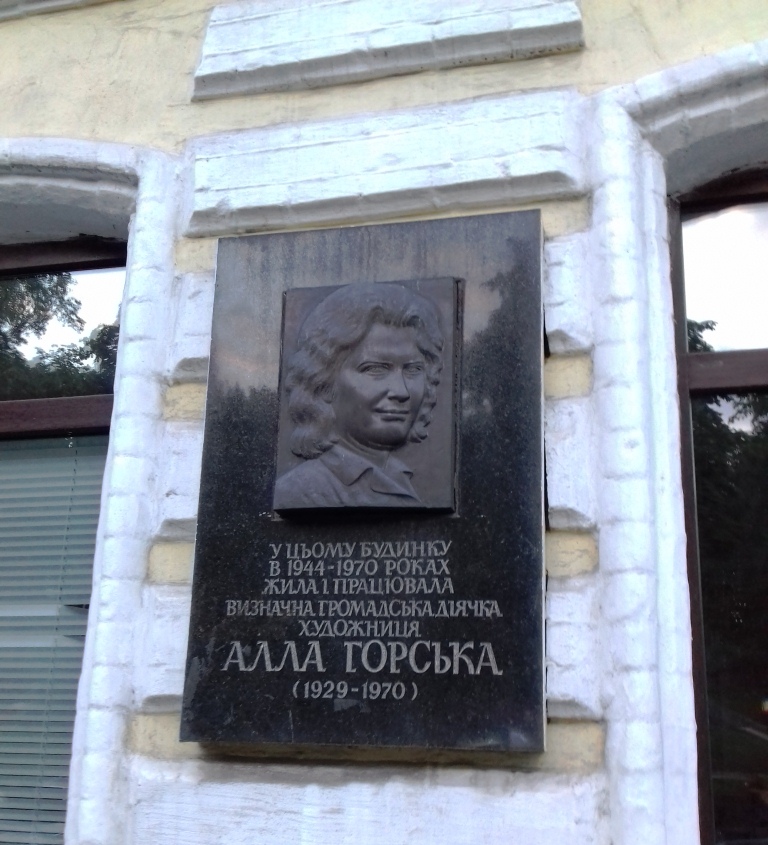 У ЦЬОМУ БУДИНКУ
В 1944-1970 РОКАХ
ЖИЛА І ПРАЦЮВАЛА
ВИЗНАЧНА ГРОМАДСЬКА ДІЯЧКА
ХУДОЖНИЦЯ
АЛЛА ГОРСЬКА
(1929-1970)